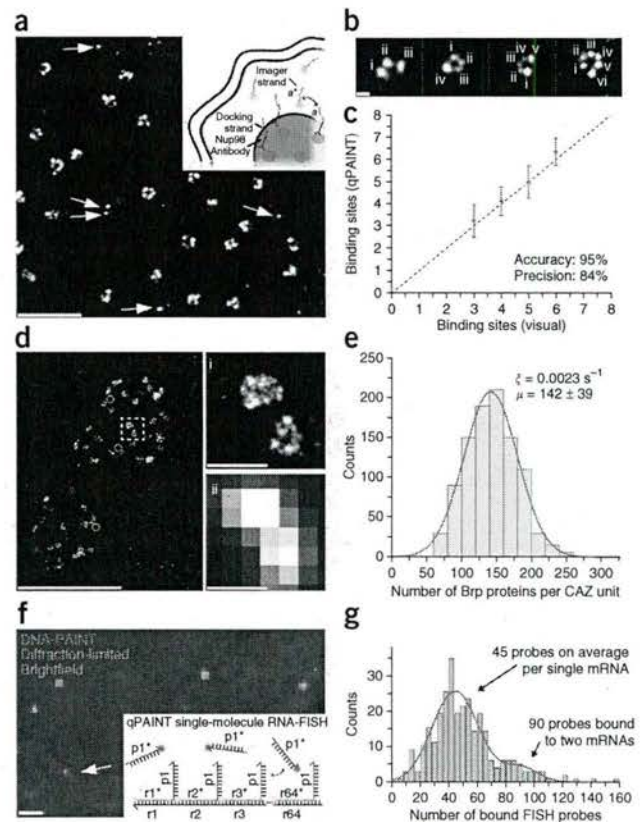 a
Imager
strand
a*
a
Docking
strand
Nup98
Antibody
b
ii
iii
i
i
ii
iv
iii
iv
v
iii
ii
i
iii
ii
iv
i
v
vi
c
Binding sites (qPAINT)
8
7
6
5
4
3
2
1
0
Accuracy: 95%
Precision: 84%
0 1 2 3 4 5 6 7 8
Binding sites (visual)
d
i
ii
e
Counts
250
200
150
100
50
0
ξ = 0.0023 s⁻¹
μ = 142 ± 39
0 50 100 150 200 250 300
Number of Brp proteins per CAZ unit
f
DNA-PAINT
Diffraction-limited
Brightfield
qPAINT single-molecule RNA-FISH
p1* p1* p1*
p1 p1 p1 p1
r1* r2* r3* r64*
r1 r2 r3 r64
g
Counts
30
20
10
0
45 probes on average
per single mRNA
90 probes bound
to two mRNAs
0 20 40 60 80 100 120 140 160
Number of bound FISH probes